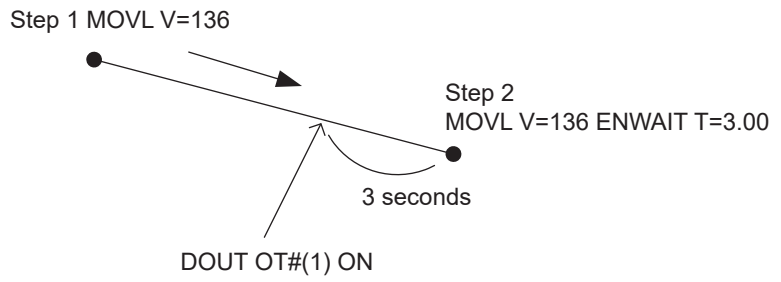 Step 1 MOVL V=136
Step 2
MOVL V=136 ENWAIT T=3.00
3 seconds
DOUT OT#(1) ON